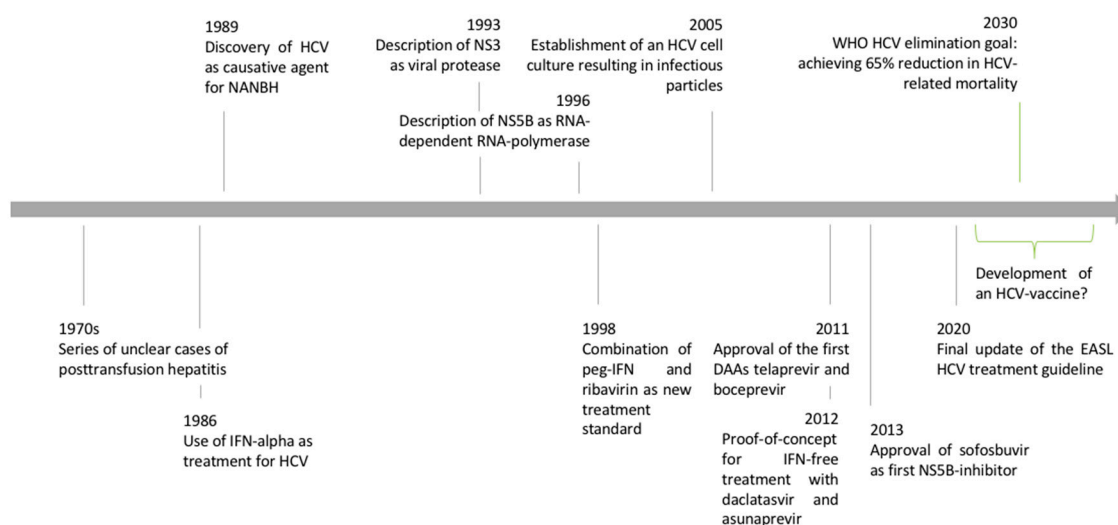 1989
Discovery of HCV
as causative agent
for NANBH
1993
Description of NS3
as viral protease
1996
Description of NS5B as RNA-
dependent RNA-polymerase
2005
Establishment of an HCV cell
culture resulting in infectious
particles
2030
WHO HCV elimination goal:
achieving 65% reduction in HCV-
related mortality
1970s
Series of unclear cases of
posttransfusion hepatitis
1986
Use of IFN-alpha as
treatment for HCV
1998
Combination of
peg-IFN and
ribavirin as new
treatment
standard
2011
Approval of the first
DAAs telaprevir and
boceprevir
2012
Proof-of-concept
for IFN-free
treatment with
daclatasvir and
asunaprevir
2013
Approval of sofosbuvir
as first NS5B-inhibitor
2020
Final update of the EASL
HCV treatment guideline
Development of
an HCV-vaccine?